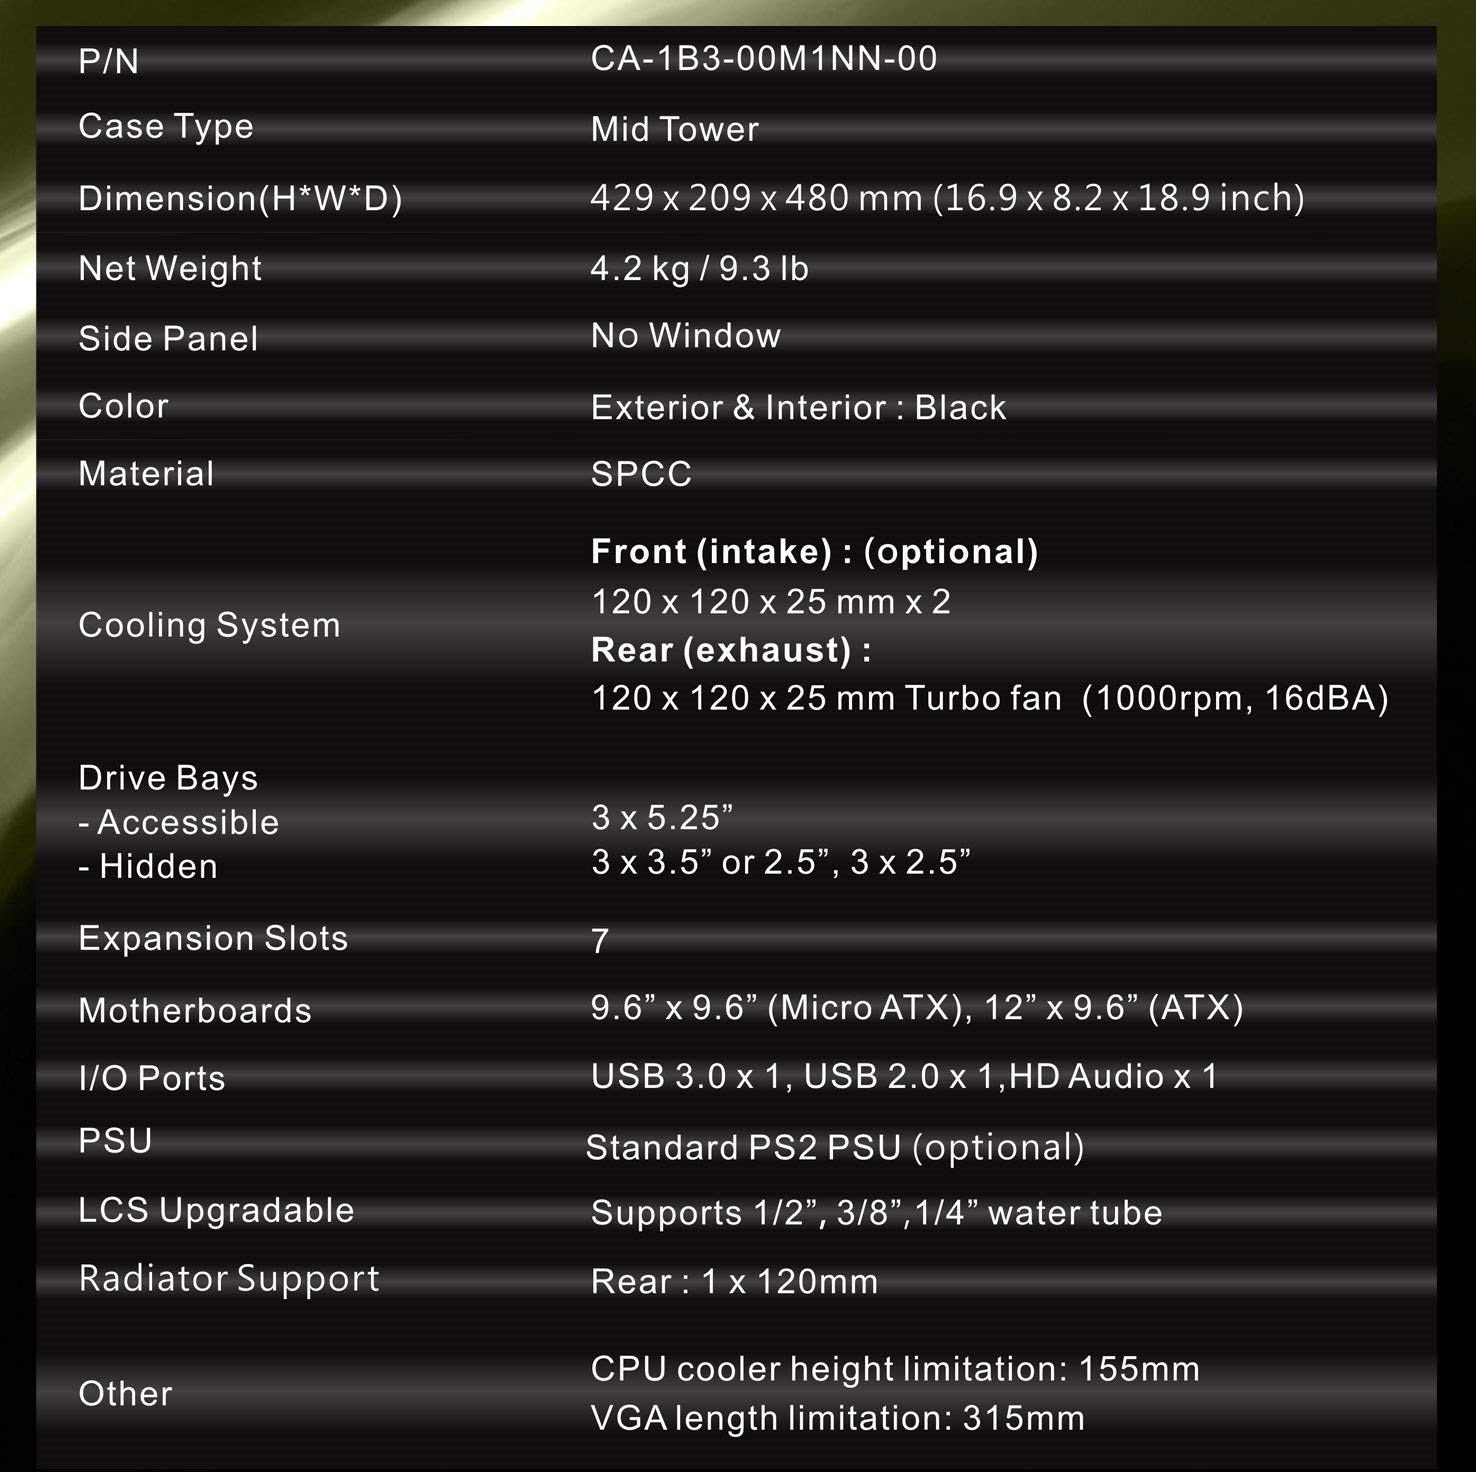 P/N CA-1B3-00M1NN-00
Case Type Mid Tower
Dimension(H*W*D) 429 x 209 x 480 mm (16.9 x 8.2 x 18.9 inch)
Net Weight 4.2 kg / 9.3 lb
Side Panel No Window
Color Exterior & Interior : Black
Material SPCC
Cooling System
Front (intake) : (optional)
120 x 120 x 25 mm x 2
Rear (exhaust) :
120 x 120 x 25 mm Turbo fan (1000rpm, 16dBA)
Drive Bays
- Accessible 3 x 5.25”
- Hidden 3 x 3.5” or 2.5”, 3 x 2.5”
Expansion Slots 7
Motherboards 9.6” x 9.6” (Micro ATX), 12” x 9.6” (ATX)
I/O Ports USB 3.0 x 1, USB 2.0 x 1,HD Audio x 1
PSU Standard PS2 PSU (optional)
LCS Upgradable Supports 1/2”, 3/8”,1/4” water tube
Radiator Support Rear : 1 x 120mm
Other
CPU cooler height limitation: 155mm
VGA length limitation: 315mm